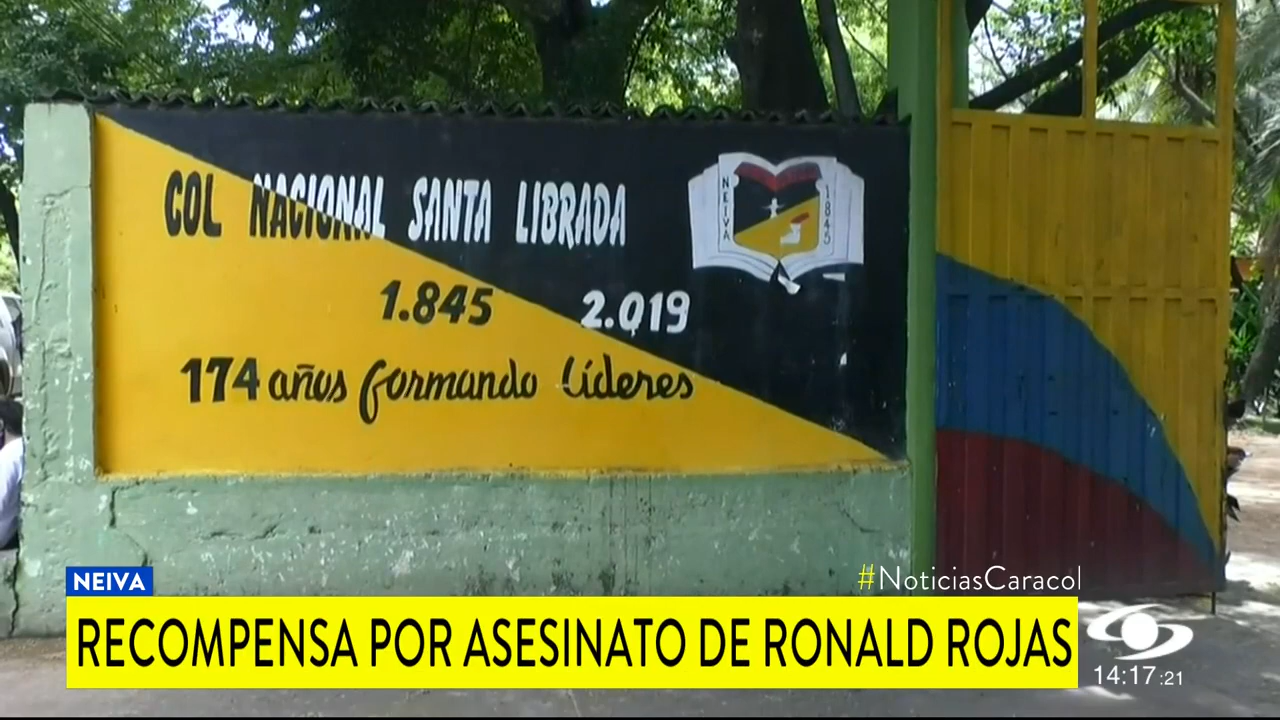 COL NACIONAL SANTA LIBRADA
NEIVA
1845
1.845 2.019
174 años formando Líderes
NEIVA
#NoticiasCaracol
RECOMPENSA POR ASESINATO DE RONALD ROJAS
14:17:21